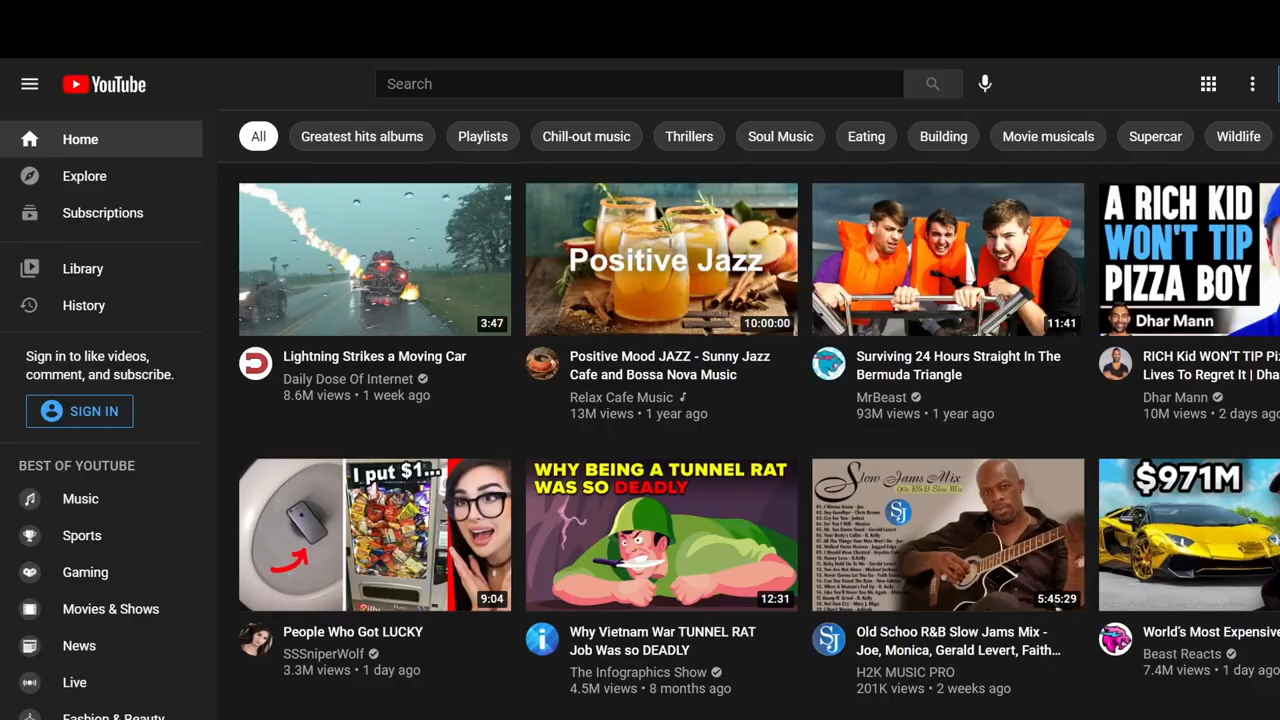 YouTube
Search
Home
Explore
Subscriptions
Library
History
Sign in to like videos,
comment, and subscribe.
SIGN IN
BEST OF YOUTUBE
Music
Sports
Gaming
Movies & Shows
News
Live
Fashion & Beauty
All
Greatest hits albums
Playlists
Chill-out music
Thrillers
Soul Music
Eating
Building
Movie musicals
Supercar
Wildlife
3:47
Lightning Strikes a Moving Car
Daily Dose Of Internet
8.6M views • 1 week ago
Positive Jazz
10:00:00
Positive Mood JAZZ - Sunny Jazz
Cafe and Bossa Nova Music
Relax Cafe Music
13M views • 1 year ago
11:41
Surviving 24 Hours Straight In The
Bermuda Triangle
MrBeast
93M views • 1 year ago
A RICH KID
WON'T TIP
PIZZA BOY
Dhar Mann
RICH Kid WON'T TIP
Lives To Regret It | Dha
Dhar Mann
10M views • 2 days ago
I put $1...
9:04
People Who Got LUCKY
SSSniperWolf
3.3M views • 1 day ago
WHY BEING A TUNNEL RAT
WAS SO DEADLY
12:31
Why Vietnam War TUNNEL RAT
Job Was so DEADLY
The Infographics Show
4.5M views • 8 months ago
Slow Jams Mix
SJ
5:45:29
SJ
Old Schoo R&B Slow Jams Mix -
Joe, Monica, Gerald Levert, Faith...
H2K MUSIC PRO
201K views • 2 weeks ago
$971M
World's Most Expensive
Beast Reacts
7.4M views • 1 day ago